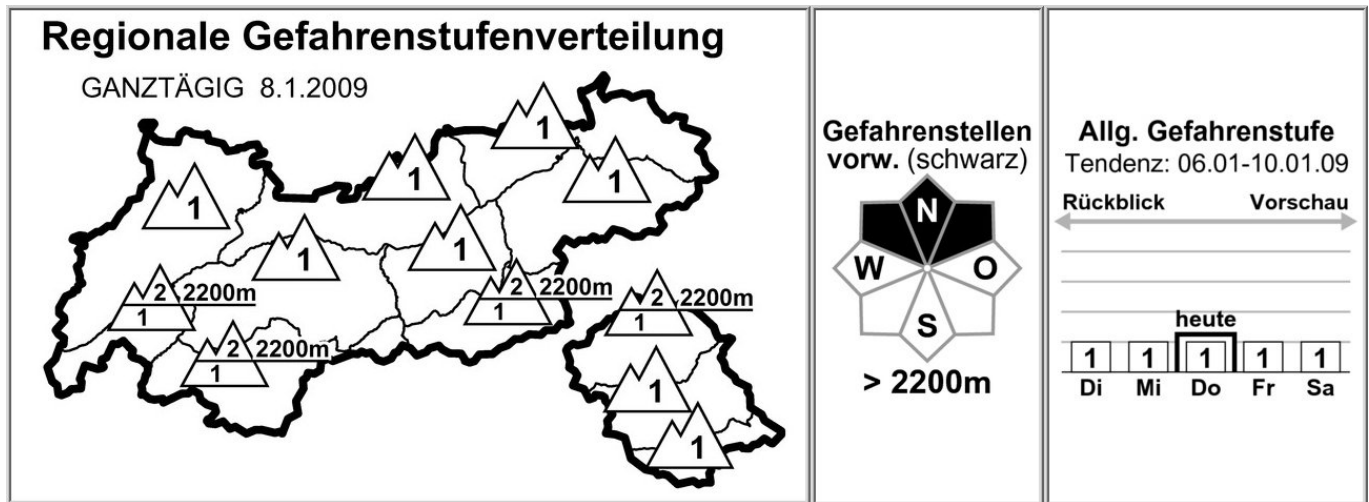 Regionale Gefahrenstufenverteilung
GANZTÄGIG 8.1.2009
1
1
1
1
1
1
2 2200m
1
2 2200m
1
2 2200m
1
2 2200m
1
1
1
Gefahrenstellen
vorw. (schwarz)
N
W O
S
> 2200m
Allg. Gefahrenstufe
Tendenz: 06.01-10.01.09
Rückblick Vorschau
heute
1 1 1 1 1
Di Mi Do Fr Sa